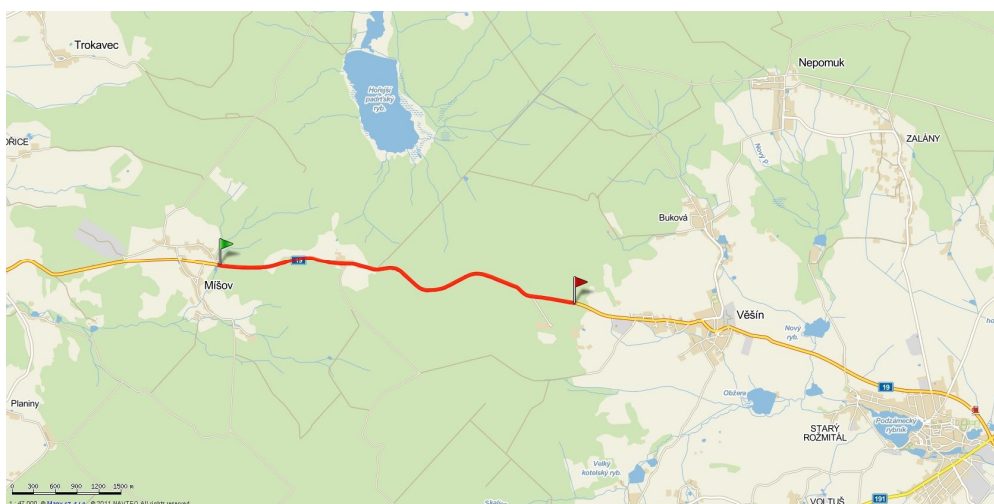 Trokavec
Hořejší
padrťský
ryb.
Nepomuk
ZALÁNY
Nový p.
Buková
Míšov
19
Věšín
Nový
ryb.
19
Planiny
Obžera
STARÝ
ROŽMITÁL
Podzámecký
rybník
Velký
kotelský ryb.
191
VOLTUŠ
0 300 600 900 1200 1500 m